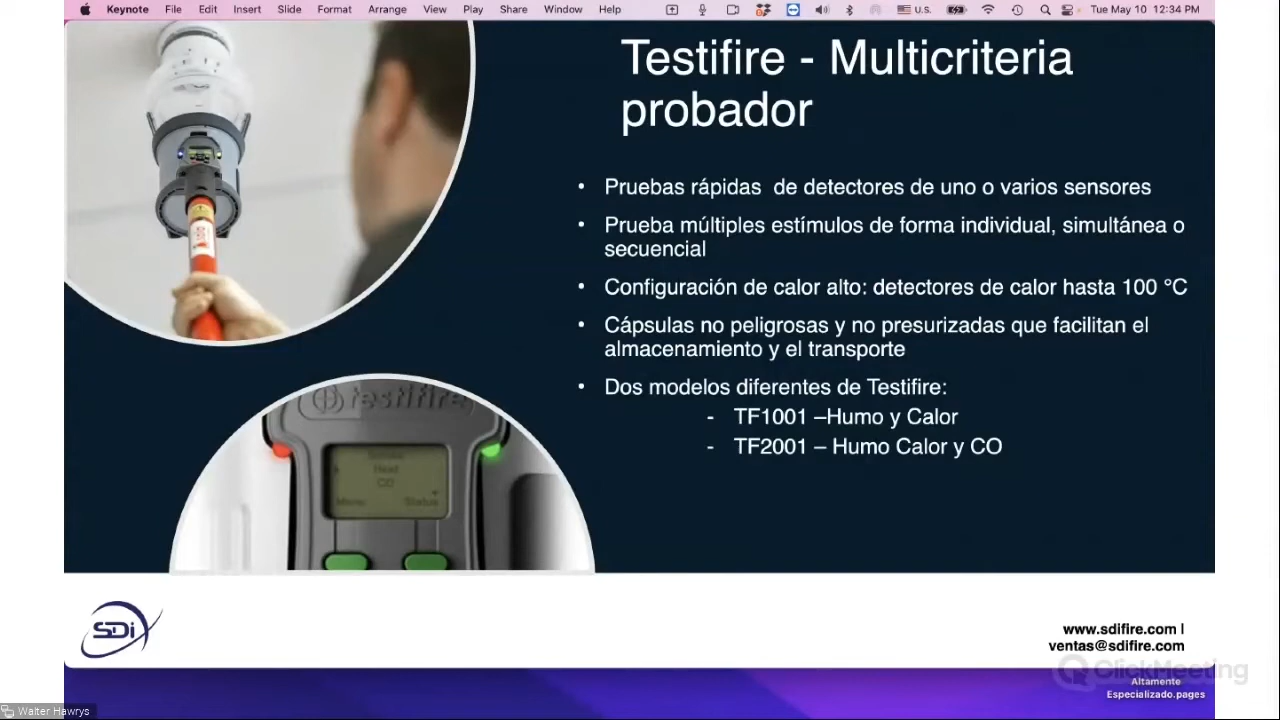 Keynote File Edit Insert Slide Format Arrange View Play Share Window Help U.S. Tue May 10 12:34 PM
Testifire - Multicriteria
probador
• Pruebas rápidas de detectores de uno o varios sensores
• Prueba múltiples estímulos de forma individual, simultánea o
secuencial
• Configuración de calor alto: detectores de calor hasta 100 °C
• Cápsulas no peligrosas y no presurizadas que facilitan el
almacenamiento y el transporte
• Dos modelos diferentes de Testifire:
- TF1001 –Humo y Calor
- TF2001 – Humo Calor y CO
testifire
Heat
CO
Menu Status
SDi
www.sdifire.com |
ventas@sdifire.com
ClickMeeting
Altamente
Especializado.pages
Walter Hawrys